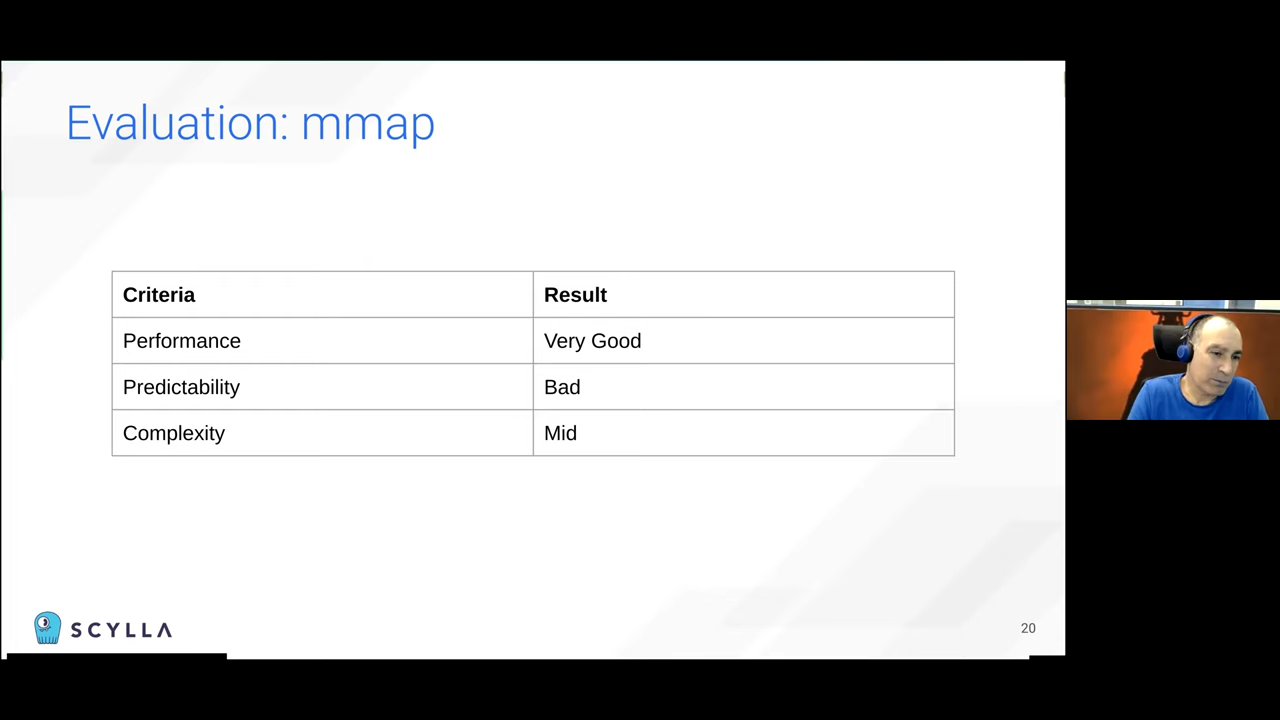 Evaluation: mmap
Criteria Result
Performance Very Good
Predictability Bad
Complexity Mid
SCYLLA 20